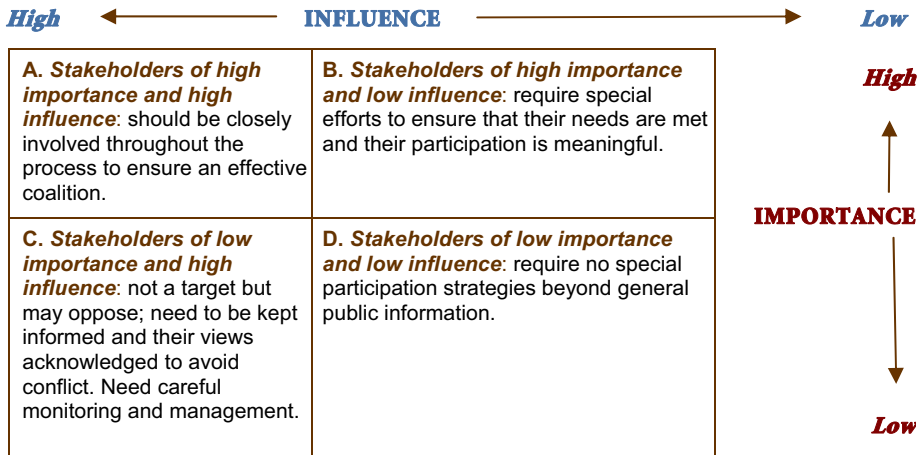 High INFLUENCE Low
A. Stakeholders of high
importance and high
influence: should be closely
involved throughout the
process to ensure an effective
coalition.
B. Stakeholders of high importance
and low influence: require special
efforts to ensure that their needs are met
and their participation is meaningful.
High
IMPORTANCE
C. Stakeholders of low
importance and high
influence: not a target but
may oppose; need to be kept
informed and their views
acknowledged to avoid
conflict. Need careful
monitoring and management.
D. Stakeholders of low importance
and low influence: require no special
participation strategies beyond general
public information.
Low